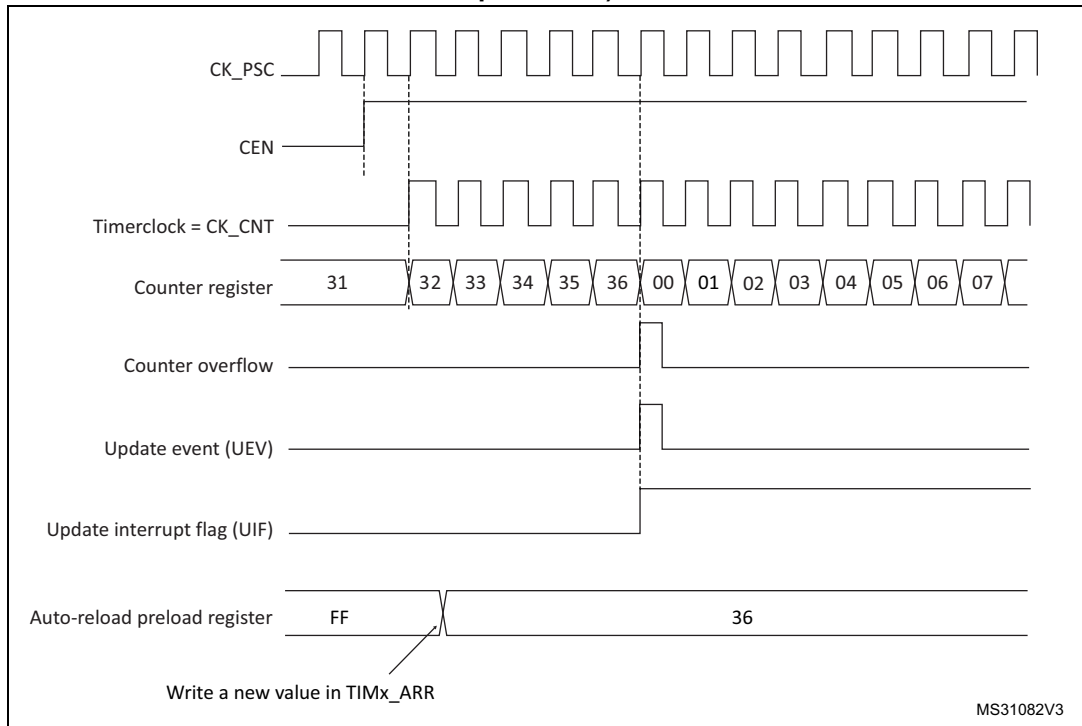 CK_PSC
CEN
Timerclock = CK_CNT
Counter register 31 32 33 34 35 36 00 01 02 03 04 05 06 07
Counter overflow
Update event (UEV)
Update interrupt flag (UIF)
Auto-reload preload register FF 36
Write a new value in TIMx_ARR
MS31082V3